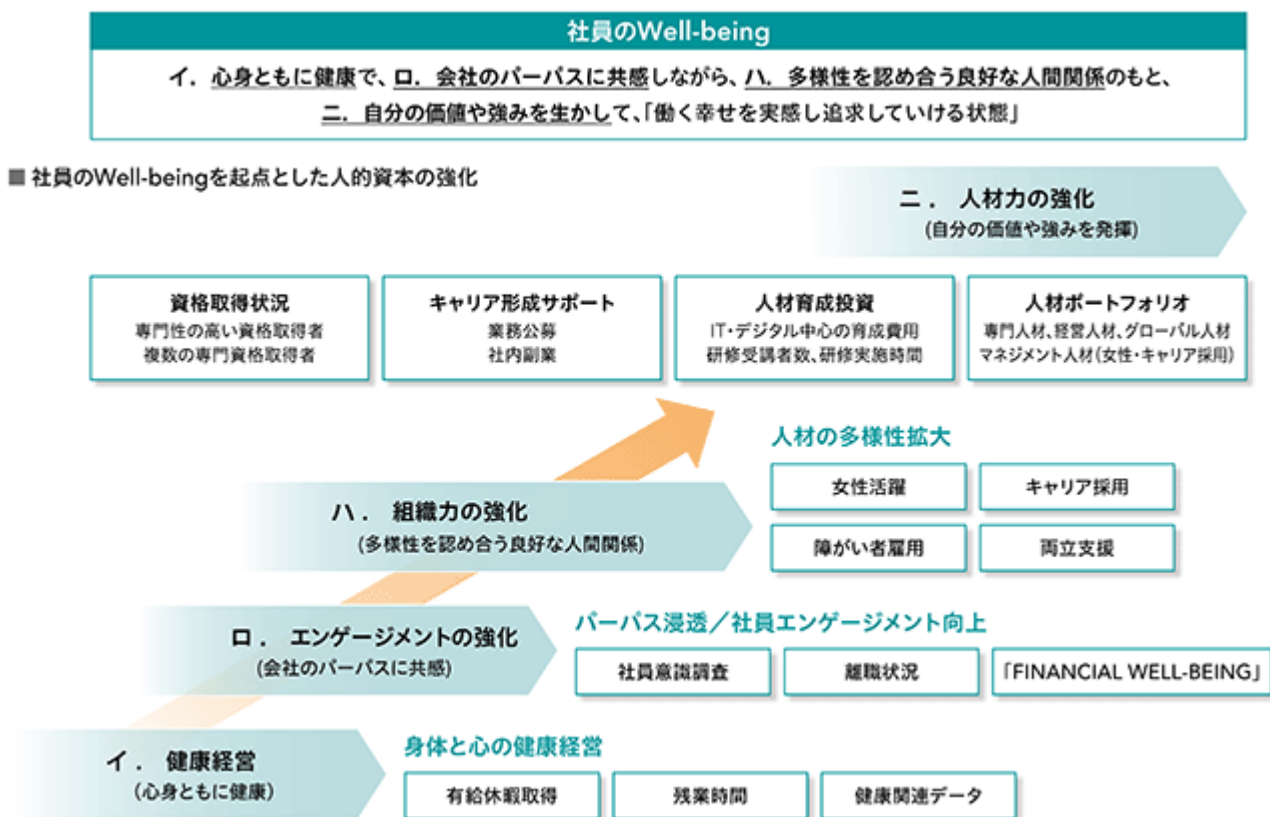 社員のWell-being
イ．心身ともに健康で、ロ．会社のパーパスに共感しながら、ハ．多様性を認め合う良好な人間関係のもと、
ニ．自分の価値や強みを生かして、「働く幸せを実感し追求していける状態」
■ 社員のWell-beingを起点とした人的資本の強化
ニ． 人材力の強化
(自分の価値や強みを発揮)
資格取得状況
専門性の高い資格取得者
複数の専門資格取得者
キャリア形成サポート
業務公募
社内副業
人材育成投資
IT・デジタル中心の育成費用
研修受講者数、研修実施時間
人材ポートフォリオ
専門人材、経営人材、グローバル人材
マネジメント人材(女性・キャリア採用)
ハ． 組織力の強化
(多様性を認め合う良好な人間関係)
人材の多様性拡大
女性活躍
キャリア採用
障がい者雇用
両立支援
ロ． エンゲージメントの強化
(会社のパーパスに共感)
パーパス浸透／社員エンゲージメント向上
社員意識調査
離職状況
「FINANCIAL WELL-BEING」
イ． 健康経営
(心身ともに健康)
身体と心の健康経営
有給休暇取得
残業時間
健康関連データ